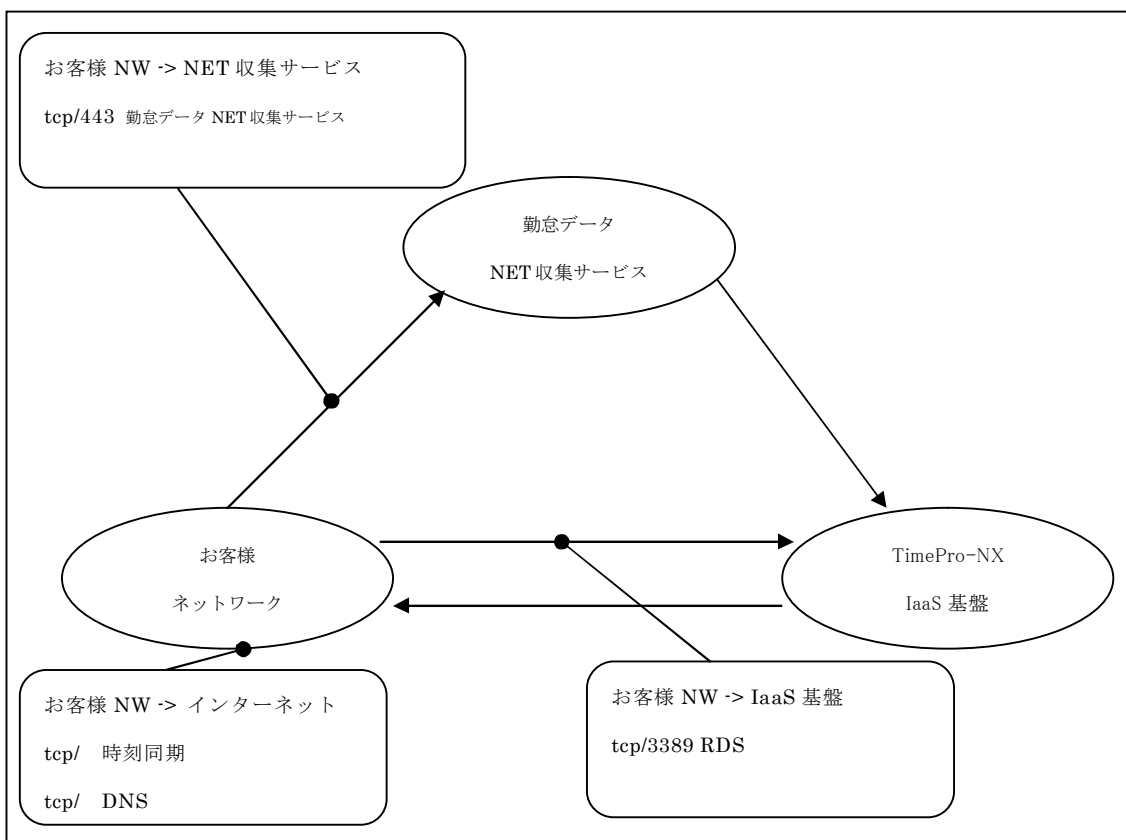 お客様 NW -> NET 収集サービス
tcp/443 勤怠データ NET 収集サービス
勤怠データ
NET 収集サービス
お客様
ネットワーク
TimePro-NX
IaaS 基盤
お客様 NW -> インターネット
tcp/ 時刻同期
tcp/ DNS
お客様 NW -> IaaS 基盤
tcp/3389 RDS